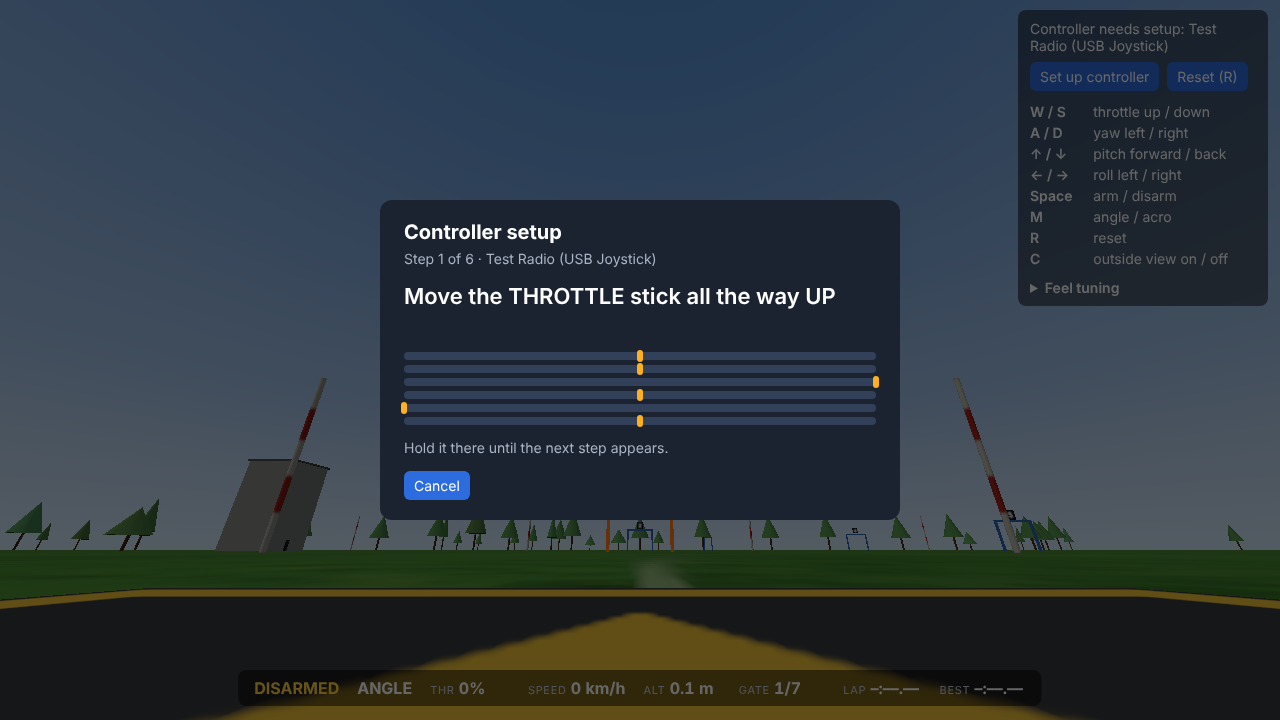 Controller needs setup: Test
Radio (USB Joystick)
Set up controller
Reset (R)
W / S throttle up / down
A / D yaw left / right
↑ / ↓ pitch forward / back
← / → roll left / right
Space arm / disarm
M angle / acro
R reset
C outside view on / off
▶ Feel tuning
Controller setup
Step 1 of 6 · Test Radio (USB Joystick)
Move the THROTTLE stick all the way UP
Hold it there until the next step appears.
Cancel
DISARMED ANGLE THR 0% SPEED 0 km/h ALT 0.1 m GATE 1/7 LAP –:––.–– BEST –:––.––